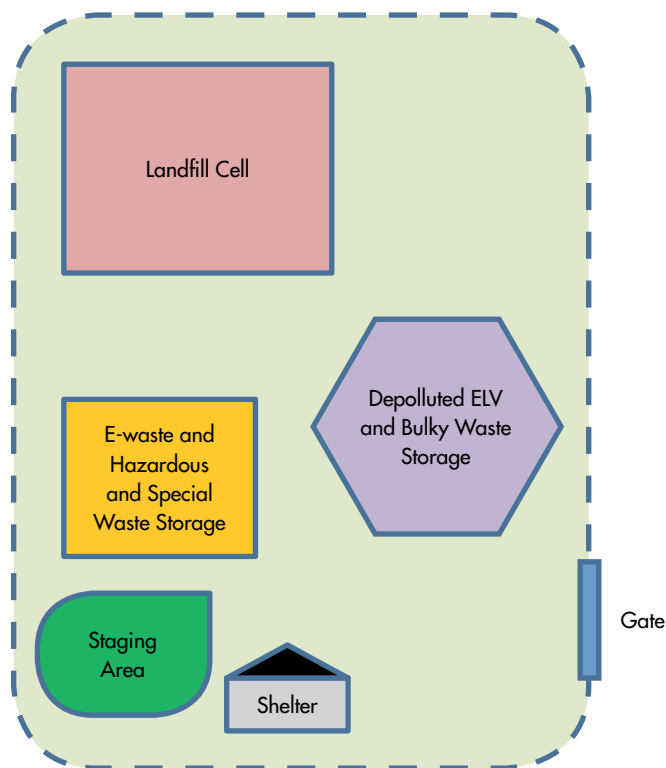 Landfill Cell
Depolluted ELV
and Bulky Waste
Storage
E-waste and
Hazardous
and Special
Waste Storage
Gate
Staging
Area
Shelter